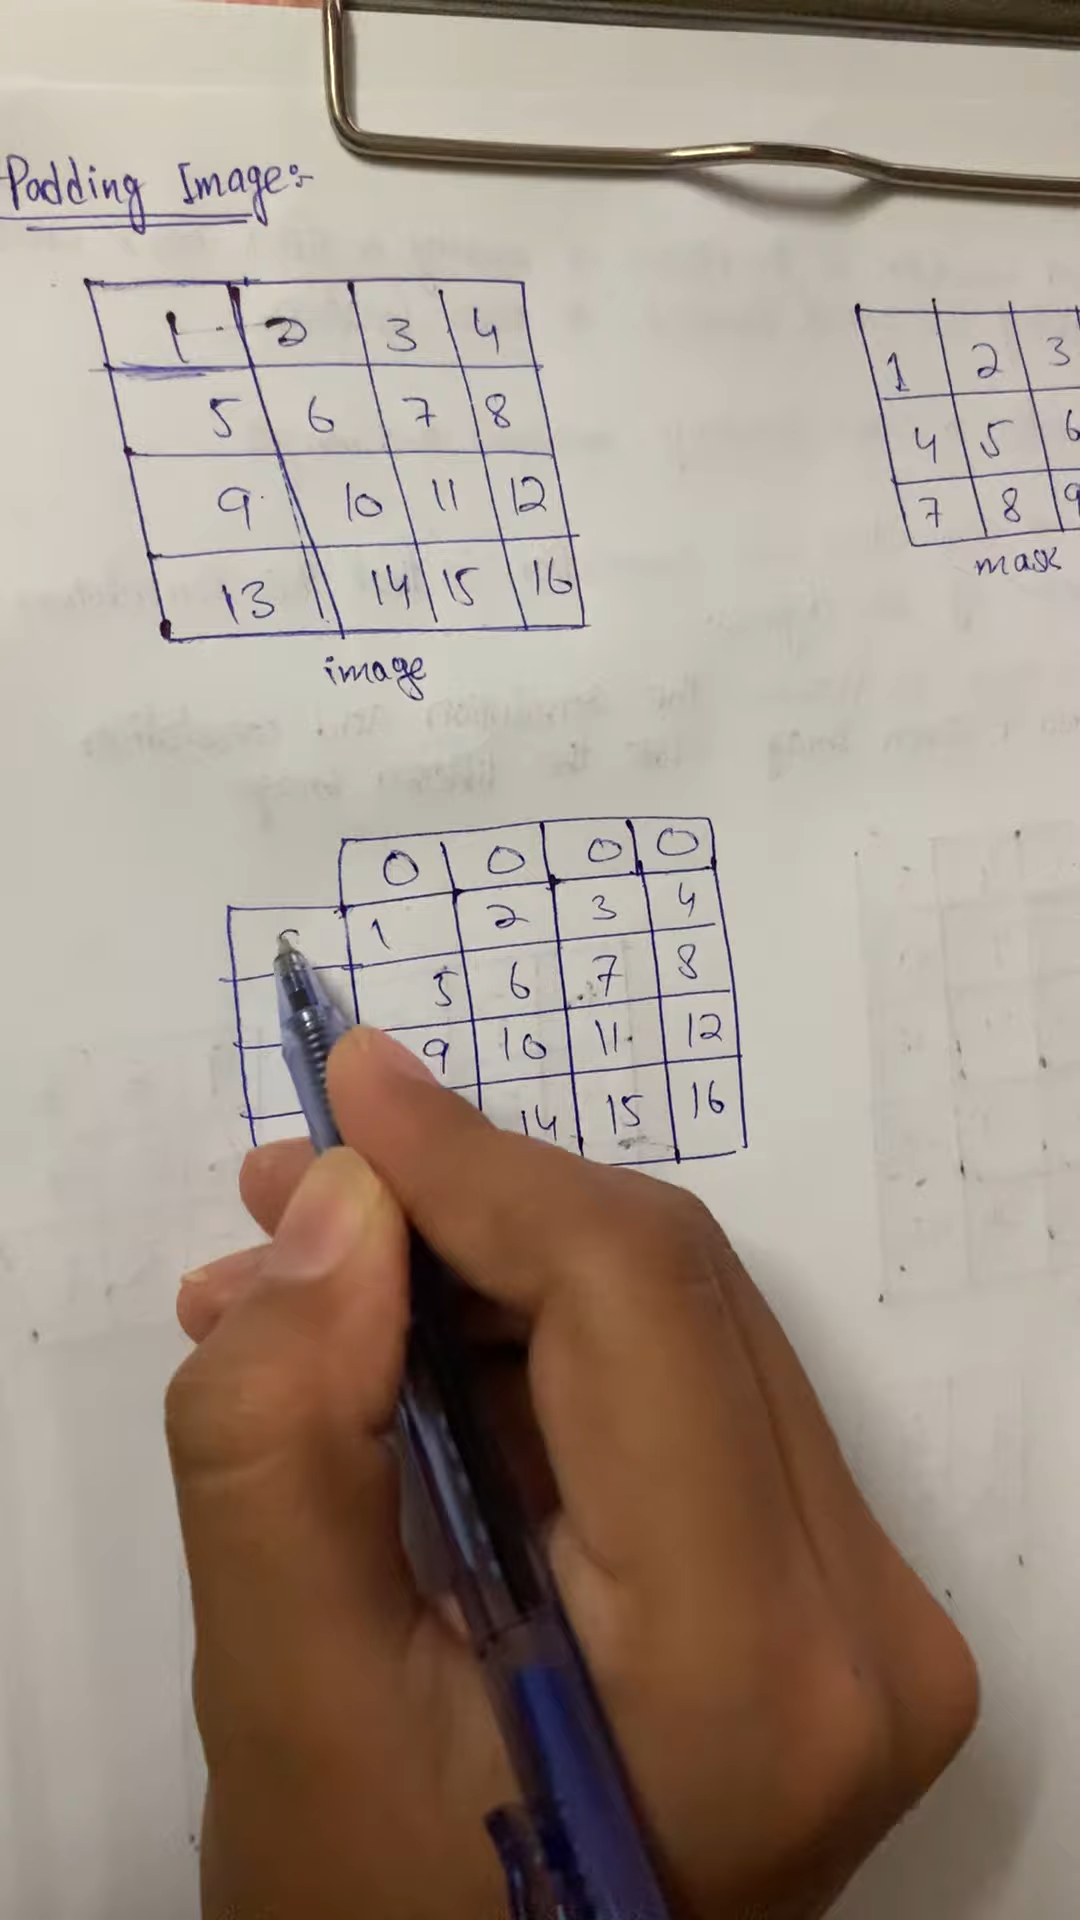 Padding Image:-
1 2 3 4
5 6 7 8
9 10 11 12
13 14 15 16
image
1 2 3
4 5 6
7 8 9
mask
0 0 0 0
1 2 3 4
5 6 7 8
9 10 11 12
14 15 16